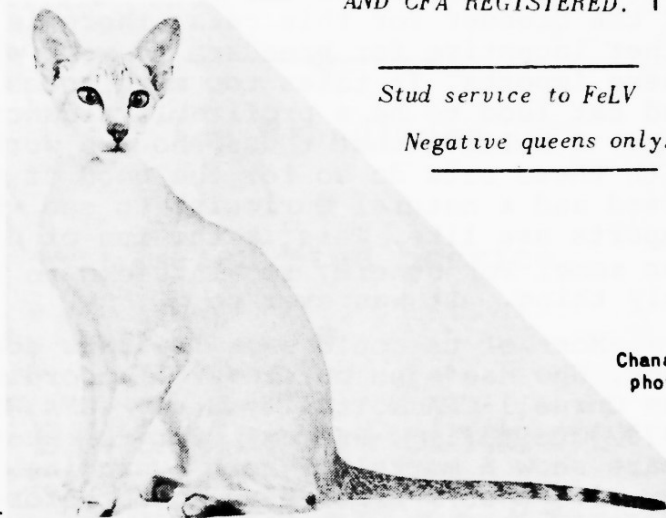 AND CFA REGISTERED.
Stud service to FeLV
Negative queens only.